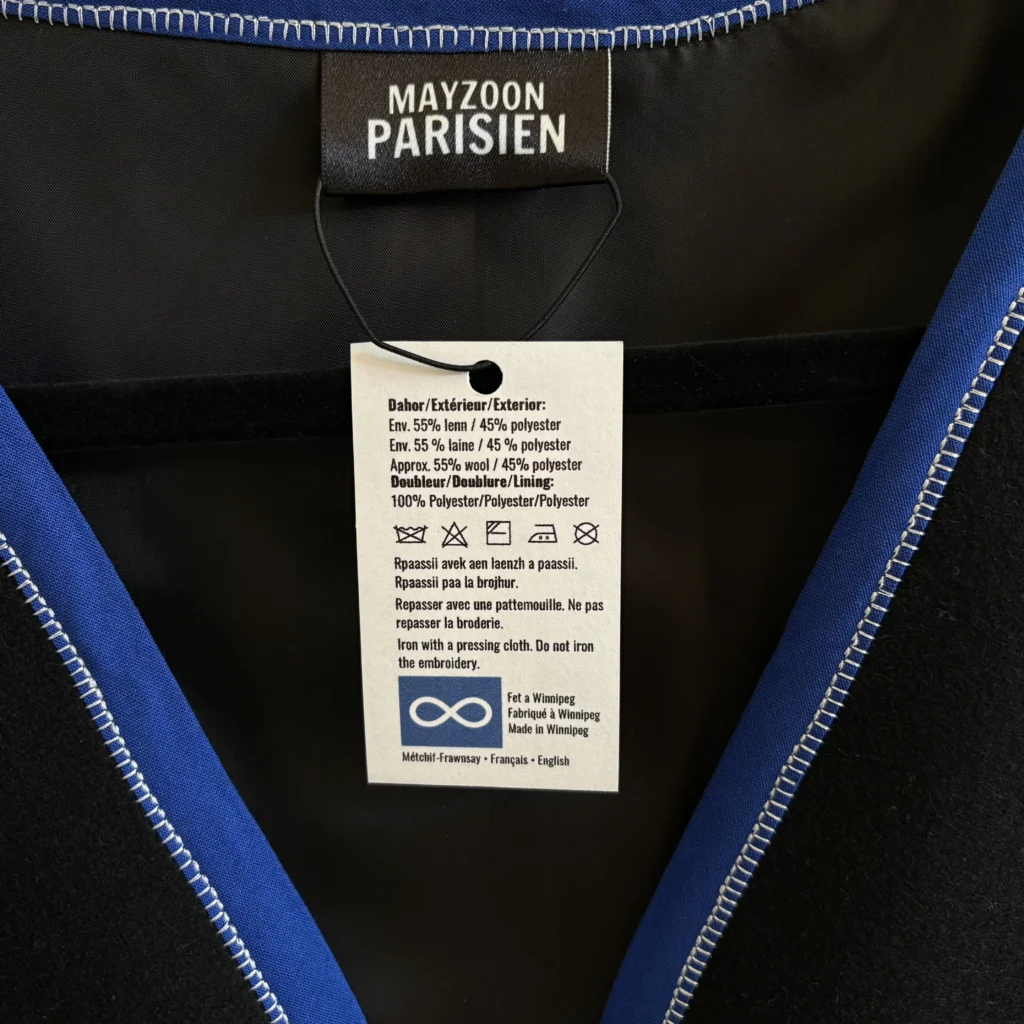 MAYZOON
PARISIEN
Dahor/Extérieur/Exterior:
Env. 55% lenn / 45% polyester
Env. 55 % laine / 45 % polyester
Approx. 55% wool / 45% polyester
Doubleur/Doublure/Lining:
100% Polyester/Polyester/Polyester
Rpaassii avek aen laenzh a paassii.
Rpaassii paa la brojhur.
Repasser avec une pattemouille. Ne pas
repasser la broderie.
Iron with a pressing cloth. Do not iron
the embroidery.
Fet a Winnipeg
Fabriqué à Winnipeg
Made in Winnipeg
Métchif-Frawnsay • Français • English